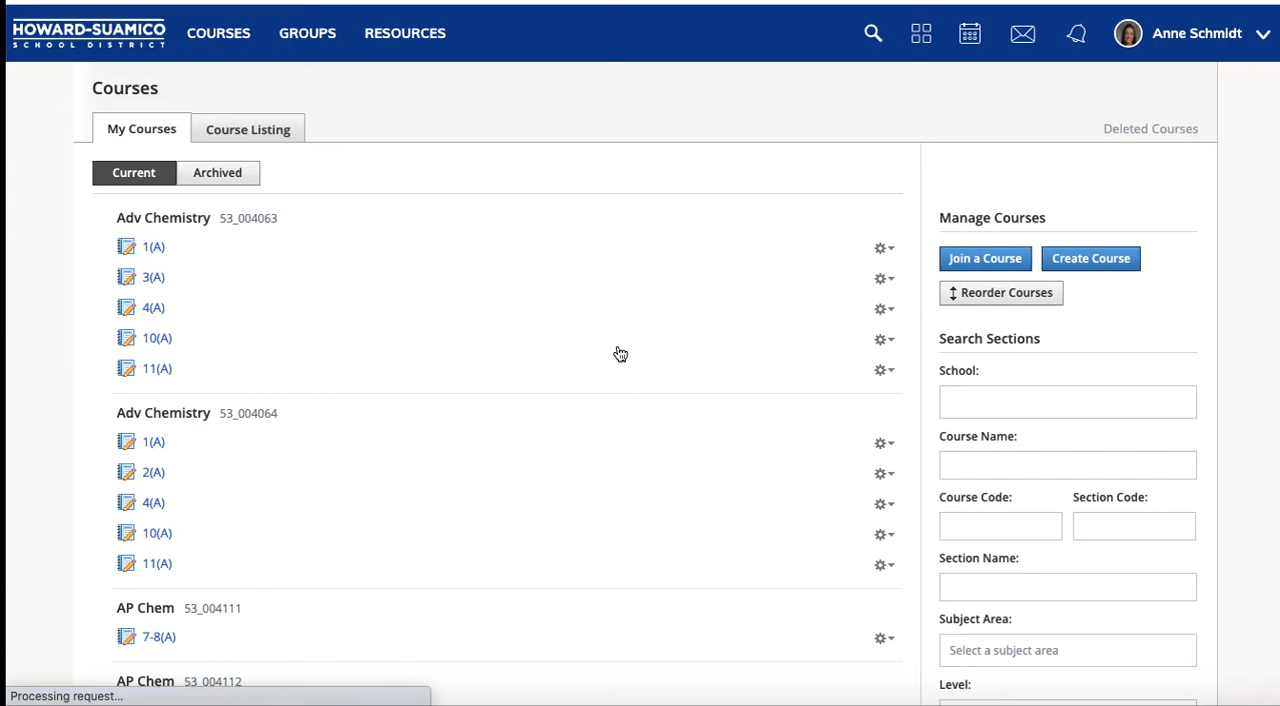 HOWARD-SUAMICO
SCHOOL DISTRICT
COURSES GROUPS RESOURCES
Anne Schmidt
Courses
My Courses Course Listing
Deleted Courses
Current Archived
Adv Chemistry 53_004063
1(A)
3(A)
4(A)
10(A)
11(A)
Adv Chemistry 53_004064
1(A)
2(A)
4(A)
10(A)
11(A)
AP Chem 53_004111
7-8(A)
AP Chem 53_004112
Manage Courses
Join a Course Create Course
Reorder Courses
Search Sections
School:
Course Name:
Course Code: Section Code:
Section Name:
Subject Area:
Select a subject area
Level:
Processing request...